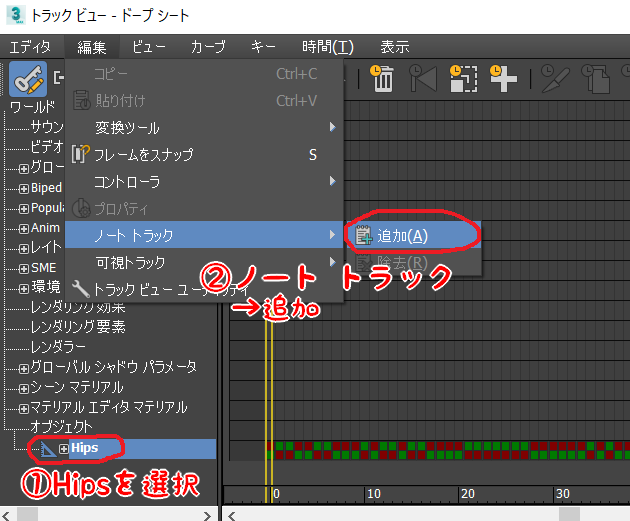 3
トラック ビュー - ドープ シート
エディタ 編集 ビュー カーブ キー 時間(T) 表示
コピー Ctrl+C
貼り付け Ctrl+V
変換ツール
フレームをスナップ S
コントローラ
プロパティ
ノート トラック
追加(A)
可視トラック
除去(R)
トラック ビュー ユーティリティ
②ノート トラック
→追加
ワールド
サウン
ビデオ
グロー
Biped
Popula
Anim
レイト
SME
環境
レンダリング効果
レンダリング要素
レンダラー
グローバル シャドウ パラメータ
シーン マテリアル
マテリアル エディタ マテリアル
オブジェクト
Hips
①Hipsを選択
0 10 20 30